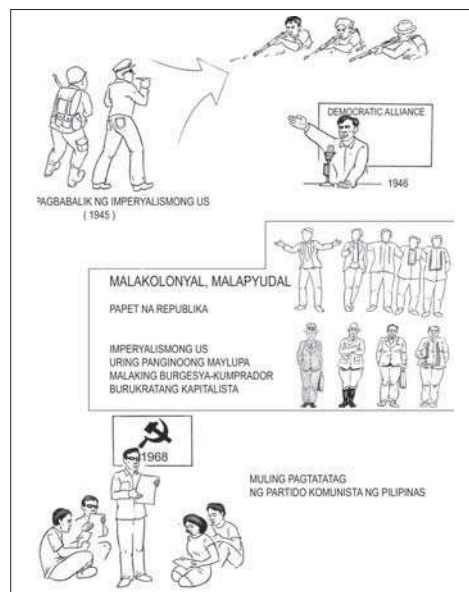 DEMOCRATIC ALLIANCE
1946
PAGBABALIK NG IMPERYALISMONG US
( 1945 )
MALAKOLONYAL, MALAPYUDAL
PAPET NA REPUBLIKA
IMPERYALISMONG US
URING PANGINOONG MAYLUPA
MALAKING BURGESYA-KUMPRADOR
BURUKRATANG KAPITALISTA
1968
MULING PAGTATATAG
NG PARTIDO KOMUNISTA NG PILIPINAS